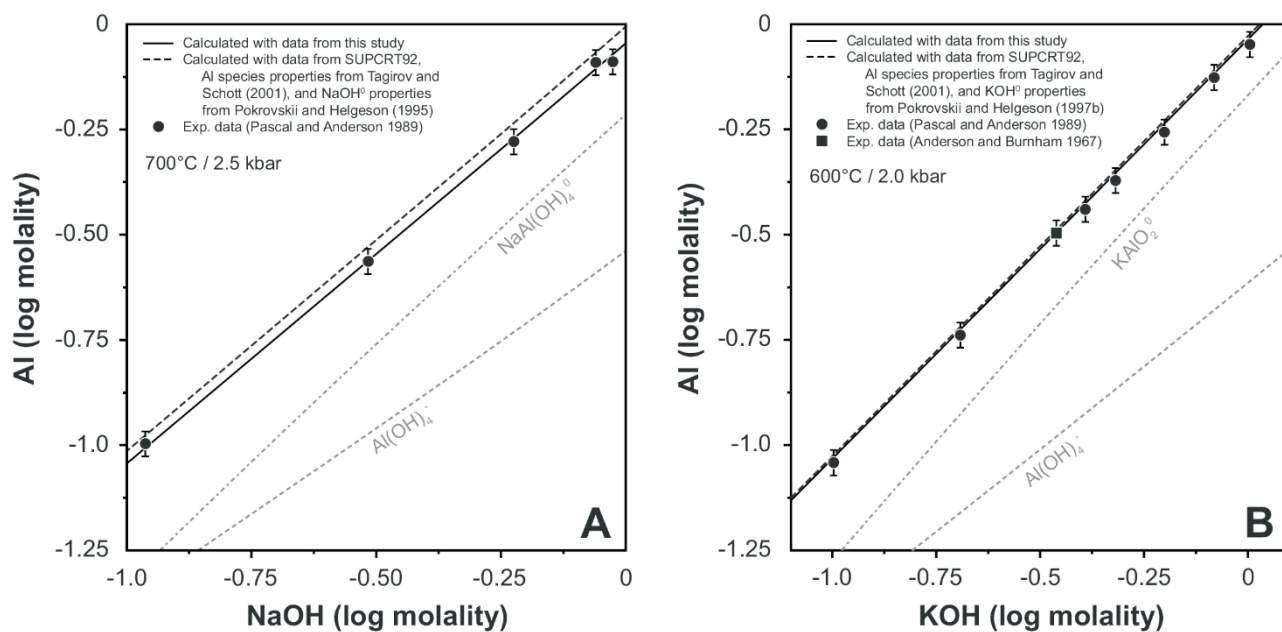 0
-0.25
-0.50
-0.75
-1.0
-1.25
Al (log molality)
Calculated with data from this study
Calculated with data from SUPCRT92,
Al species properties from Tagirov and
Schott (2001), and NaOH⁰ properties
from Pokrovskii and Helgeson (1995)
Exp. data (Pascal and Anderson 1989)
700°C / 2.5 kbar
NaAl(OH)₄⁰
Al(OH)₄⁻
A
-1.0 -0.75 -0.50 -0.25 0
NaOH (log molality)
0
-0.25
-0.50
-0.75
-1.0
-1.25
Al (log molality)
Calculated with data from this study
Calculated with data from SUPCRT92,
Al species properties from Tagirov and
Schott (2001), and KOH⁰ properties
from Pokrovskii and Helgeson (1997b)
Exp. data (Pascal and Anderson 1989)
Exp. data (Anderson and Burnham 1967)
600°C / 2.0 kbar
KAlO₂⁰
Al(OH)₄⁻
B
-1.0 -0.75 -0.50 -0.25 0
KOH (log molality)